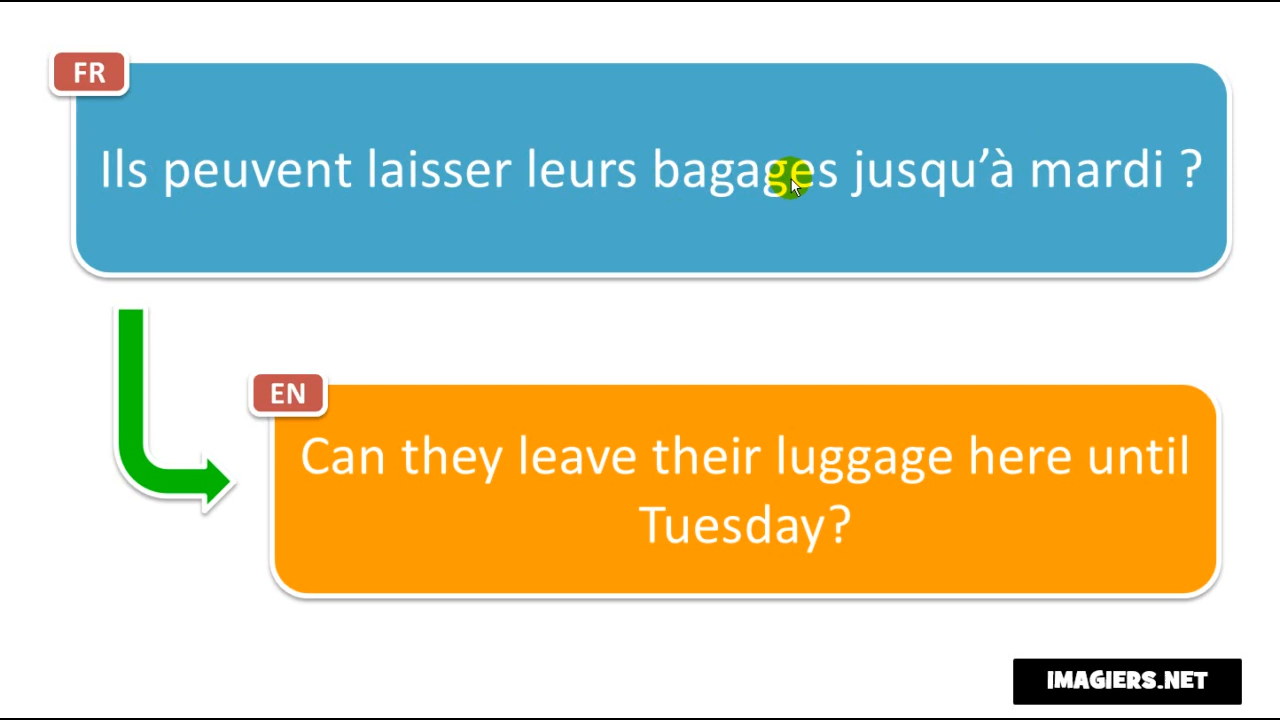 FR
Ils peuvent laisser leurs bagages jusqu’à mardi ?
EN
Can they leave their luggage here until
Tuesday?
IMAGIERS.NET